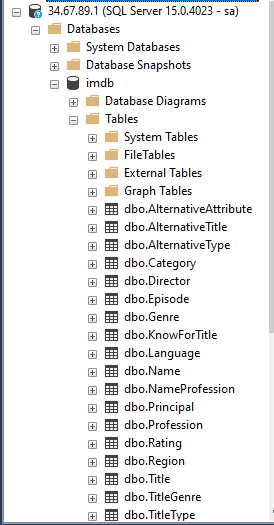 34.67.89.1 (SQL Server 15.0.4023 - sa)
Databases
System Databases
Database Snapshots
imdb
Database Diagrams
Tables
System Tables
FileTables
External Tables
Graph Tables
dbo.AlternativeAttribute
dbo.AlternativeTitle
dbo.AlternativeType
dbo.Category
dbo.Director
dbo.Episode
dbo.Genre
dbo.KnowForTitle
dbo.Language
dbo.Name
dbo.NameProfession
dbo.Principal
dbo.Profession
dbo.Rating
dbo.Region
dbo.Title
dbo.TitleGenre
dbo.TitleType